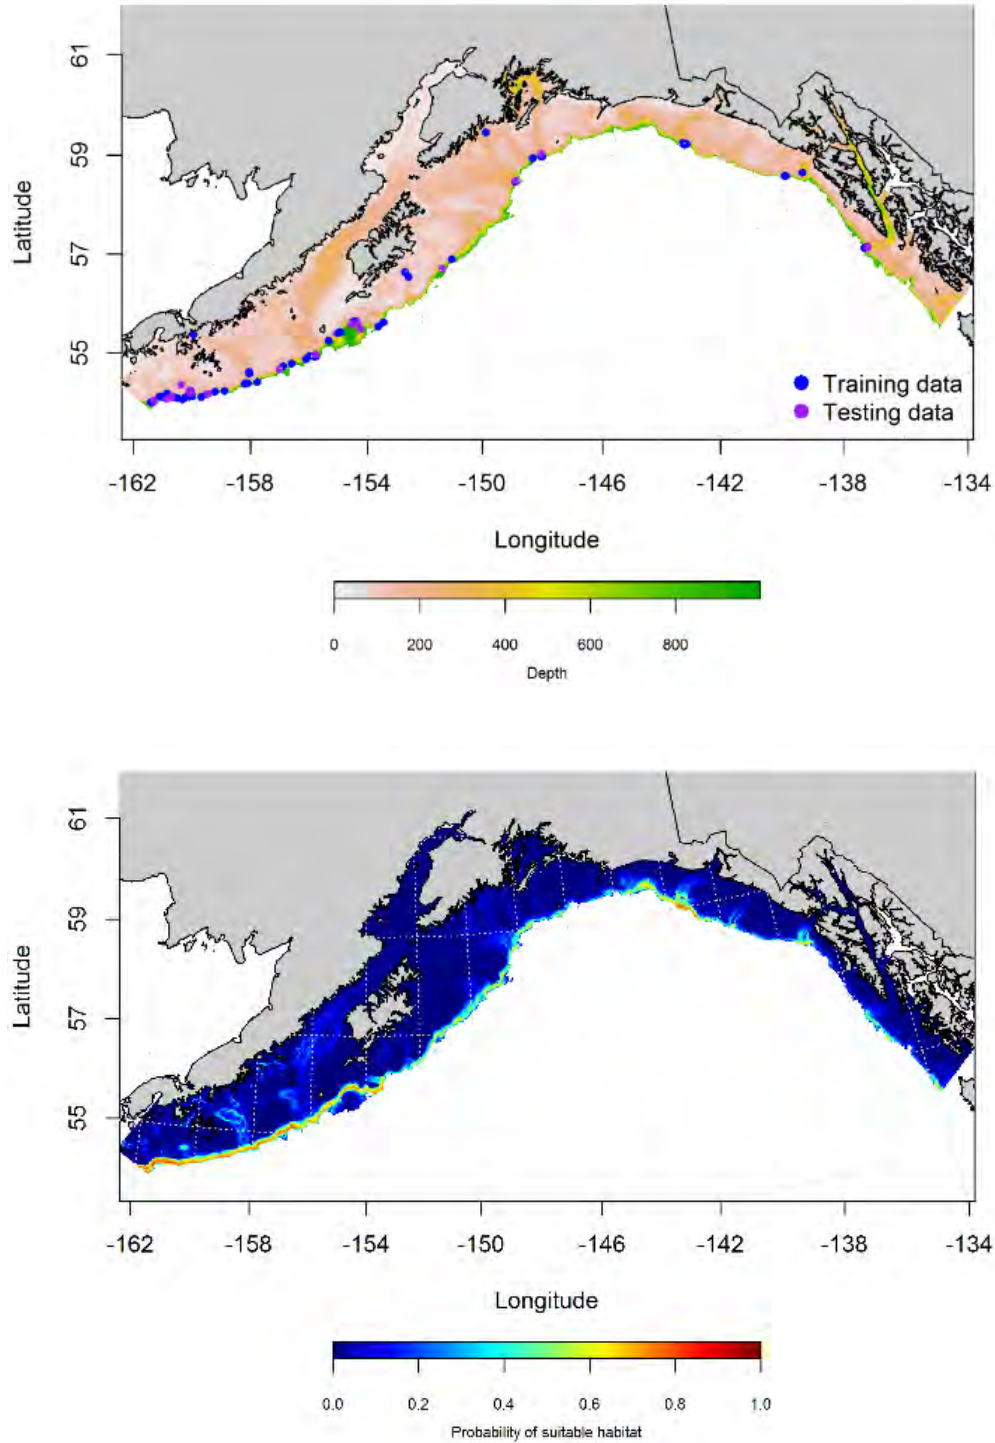 61
59
57
55
Latitude
Training data
Testing data
-162 -158 -154 -150 -146 -142 -138 -134
Longitude
0 200 400 600 800
Depth
61
59
57
55
Latitude
-162 -158 -154 -150 -146 -142 -138 -134
Longitude
0.0 0.2 0.4 0.6 0.8 1.0
Probability of suitable habitat